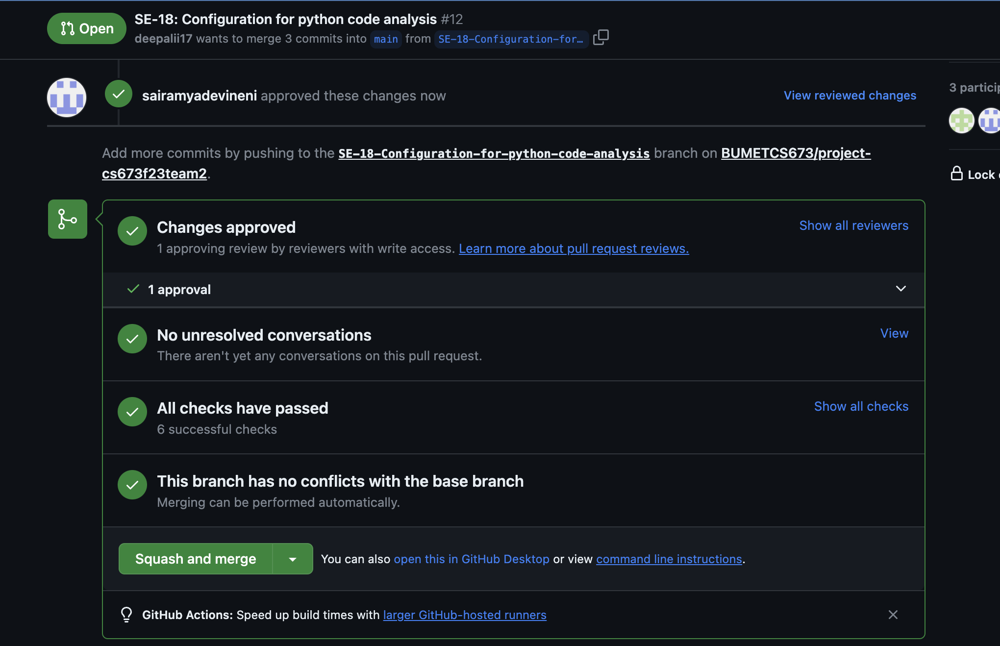 Open
SE-18: Configuration for python code analysis #12
deepalii17 wants to merge 3 commits into main from SE-18-Configuration-for…
sairamyadevineni approved these changes now
View reviewed changes
3 particip
Lock
Add more commits by pushing to the SE-18-Configuration-for-python-code-analysis branch on BUMETCS673/project-
cs673f23team2.
Changes approved
Show all reviewers
1 approving review by reviewers with write access. Learn more about pull request reviews.
1 approval
No unresolved conversations
View
There aren't yet any conversations on this pull request.
All checks have passed
Show all checks
6 successful checks
This branch has no conflicts with the base branch
Merging can be performed automatically.
Squash and merge
You can also open this in GitHub Desktop or view command line instructions.
GitHub Actions: Speed up build times with larger GitHub-hosted runners